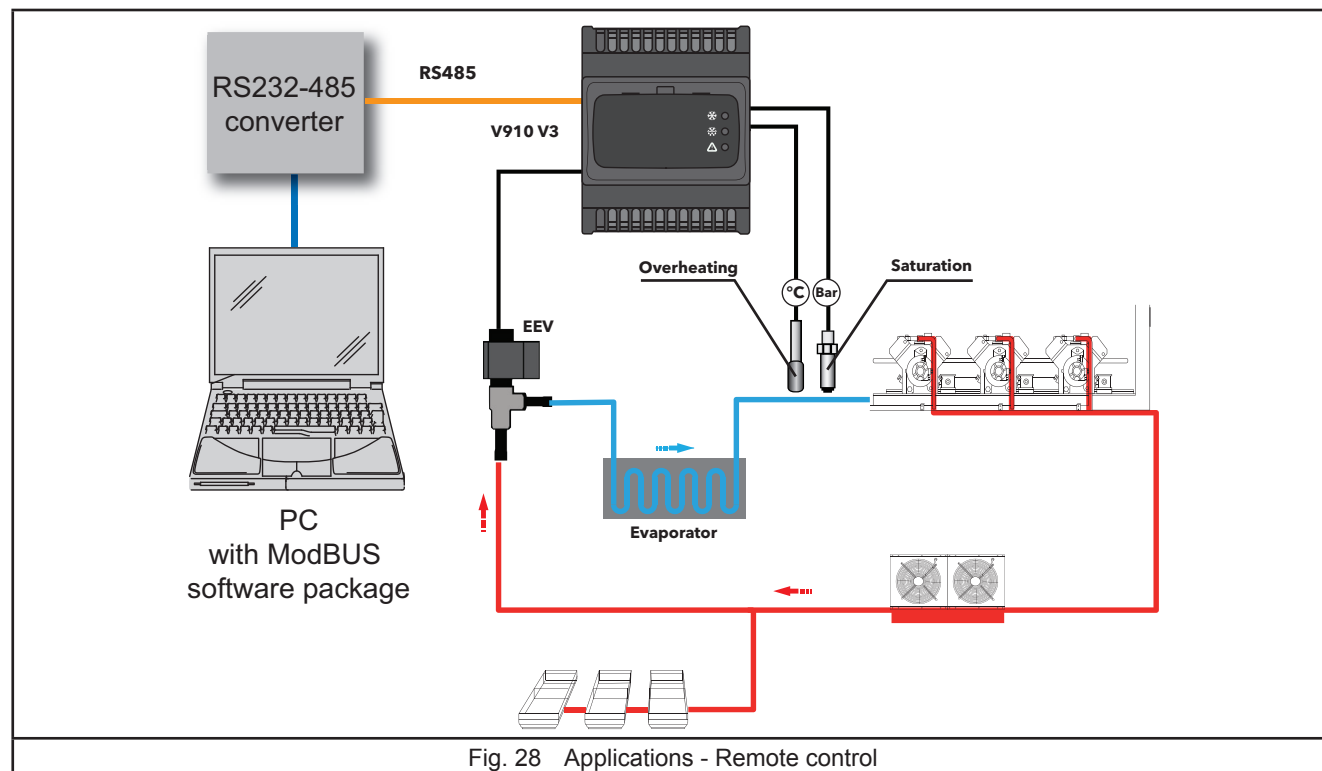 RS232-485
converter
RS485
V910 V3
Overheating
Saturation
°C
Bar
EEV
Evaporator
PC
with ModBUS
software package
Fig. 28 Applications - Remote control